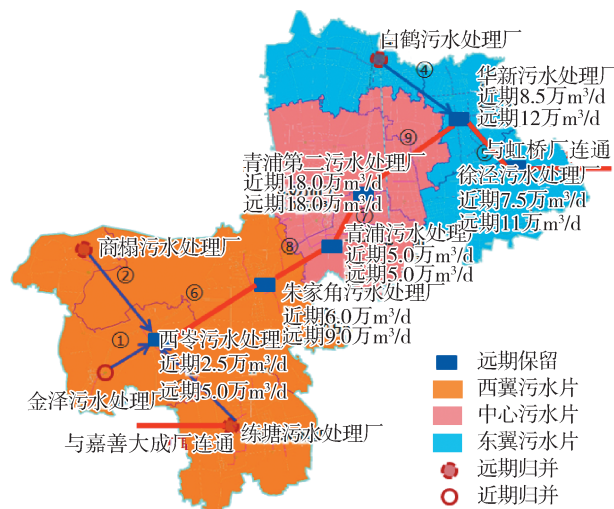 白鹤污水处理厂
④
华新污水处理厂
近期8.5万m³/d
远期12万m³/d
⑨
与虹桥厂连通
青浦第二污水处理厂
近期18.0万m³/d
远期18.0万m³/d
徐泾污水处理厂
近期7.5万m³/d
远期11万m³/d
⑦
青浦污水处理厂
近期5.0万m³/d
远期5.0万m³/d
⑧
商榻污水处理厂
②
⑥
朱家角污水处理厂
近期6.0万m³/d
远期9.0万m³/d
①
西岑污水处理厂
近期2.5万m³/d
远期5.0万m³/d
金泽污水处理厂
与嘉善大成厂连通
练塘污水处理厂
远期保留
西翼污水片
中心污水片
东翼污水片
远期归并
近期归并